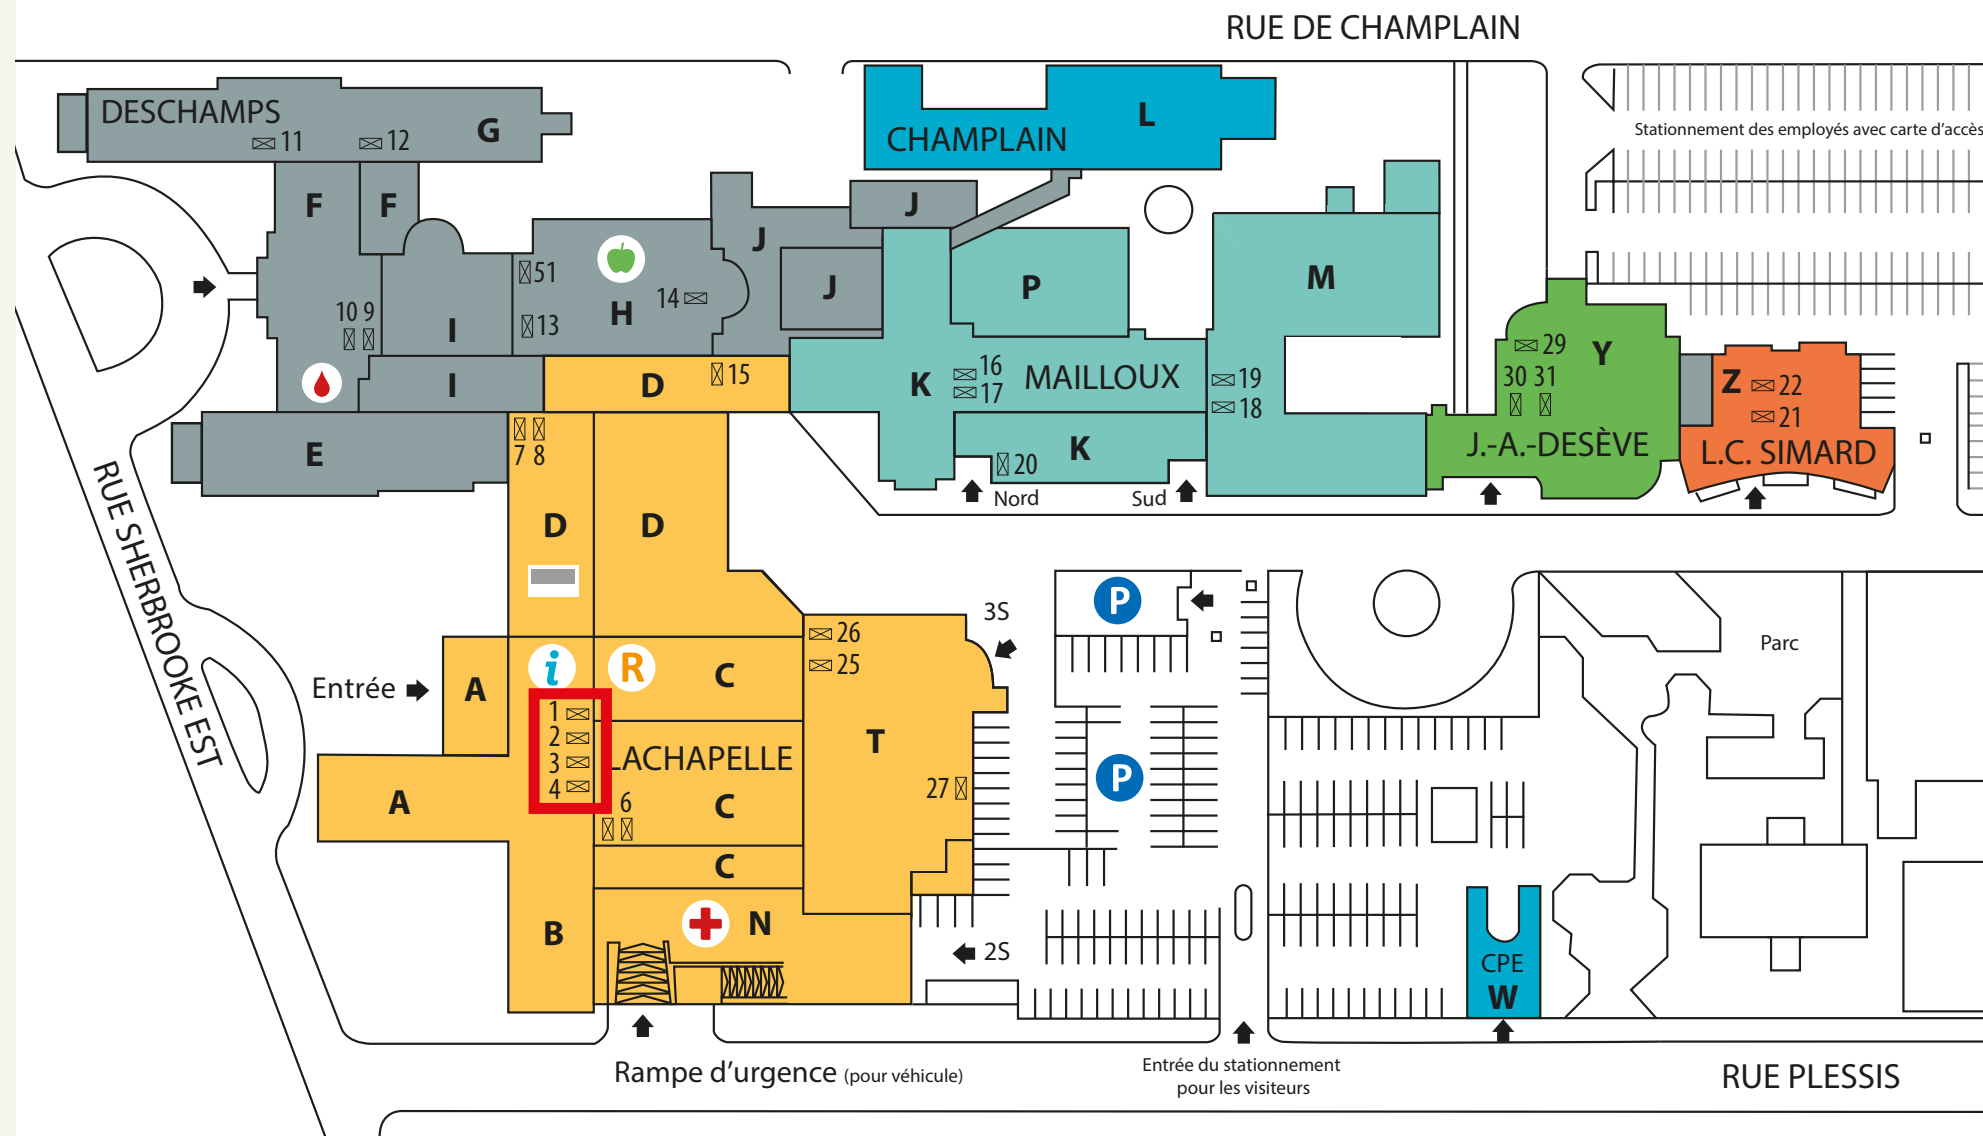 RUE DE CHAMPLAIN
DESCHAMPS
11
12
G
CHAMPLAIN
L
Stationnement des employés avec carte d'accès
F
F
J
J
J
51
H
14
13
10 9
I
I
P
M
D
15
K
16
17
MAILLOUX
19
18
K
20
Nord
Sud
29
Y
30 31
J.-A.-DESÈVE
Z
22
21
L.C. SIMARD
E
7 8
D
D
RUE SHERBROOKE EST
3S
P
Parc
26
25
Entrée
A
i
R
C
1
2
3
4
LACHAPELLE
T
27
P
A
6
C
C
B
N
2S
CPE
W
Rampe d'urgence (pour véhicule)
Entrée du stationnement
pour les visiteurs
RUE PLESSIS